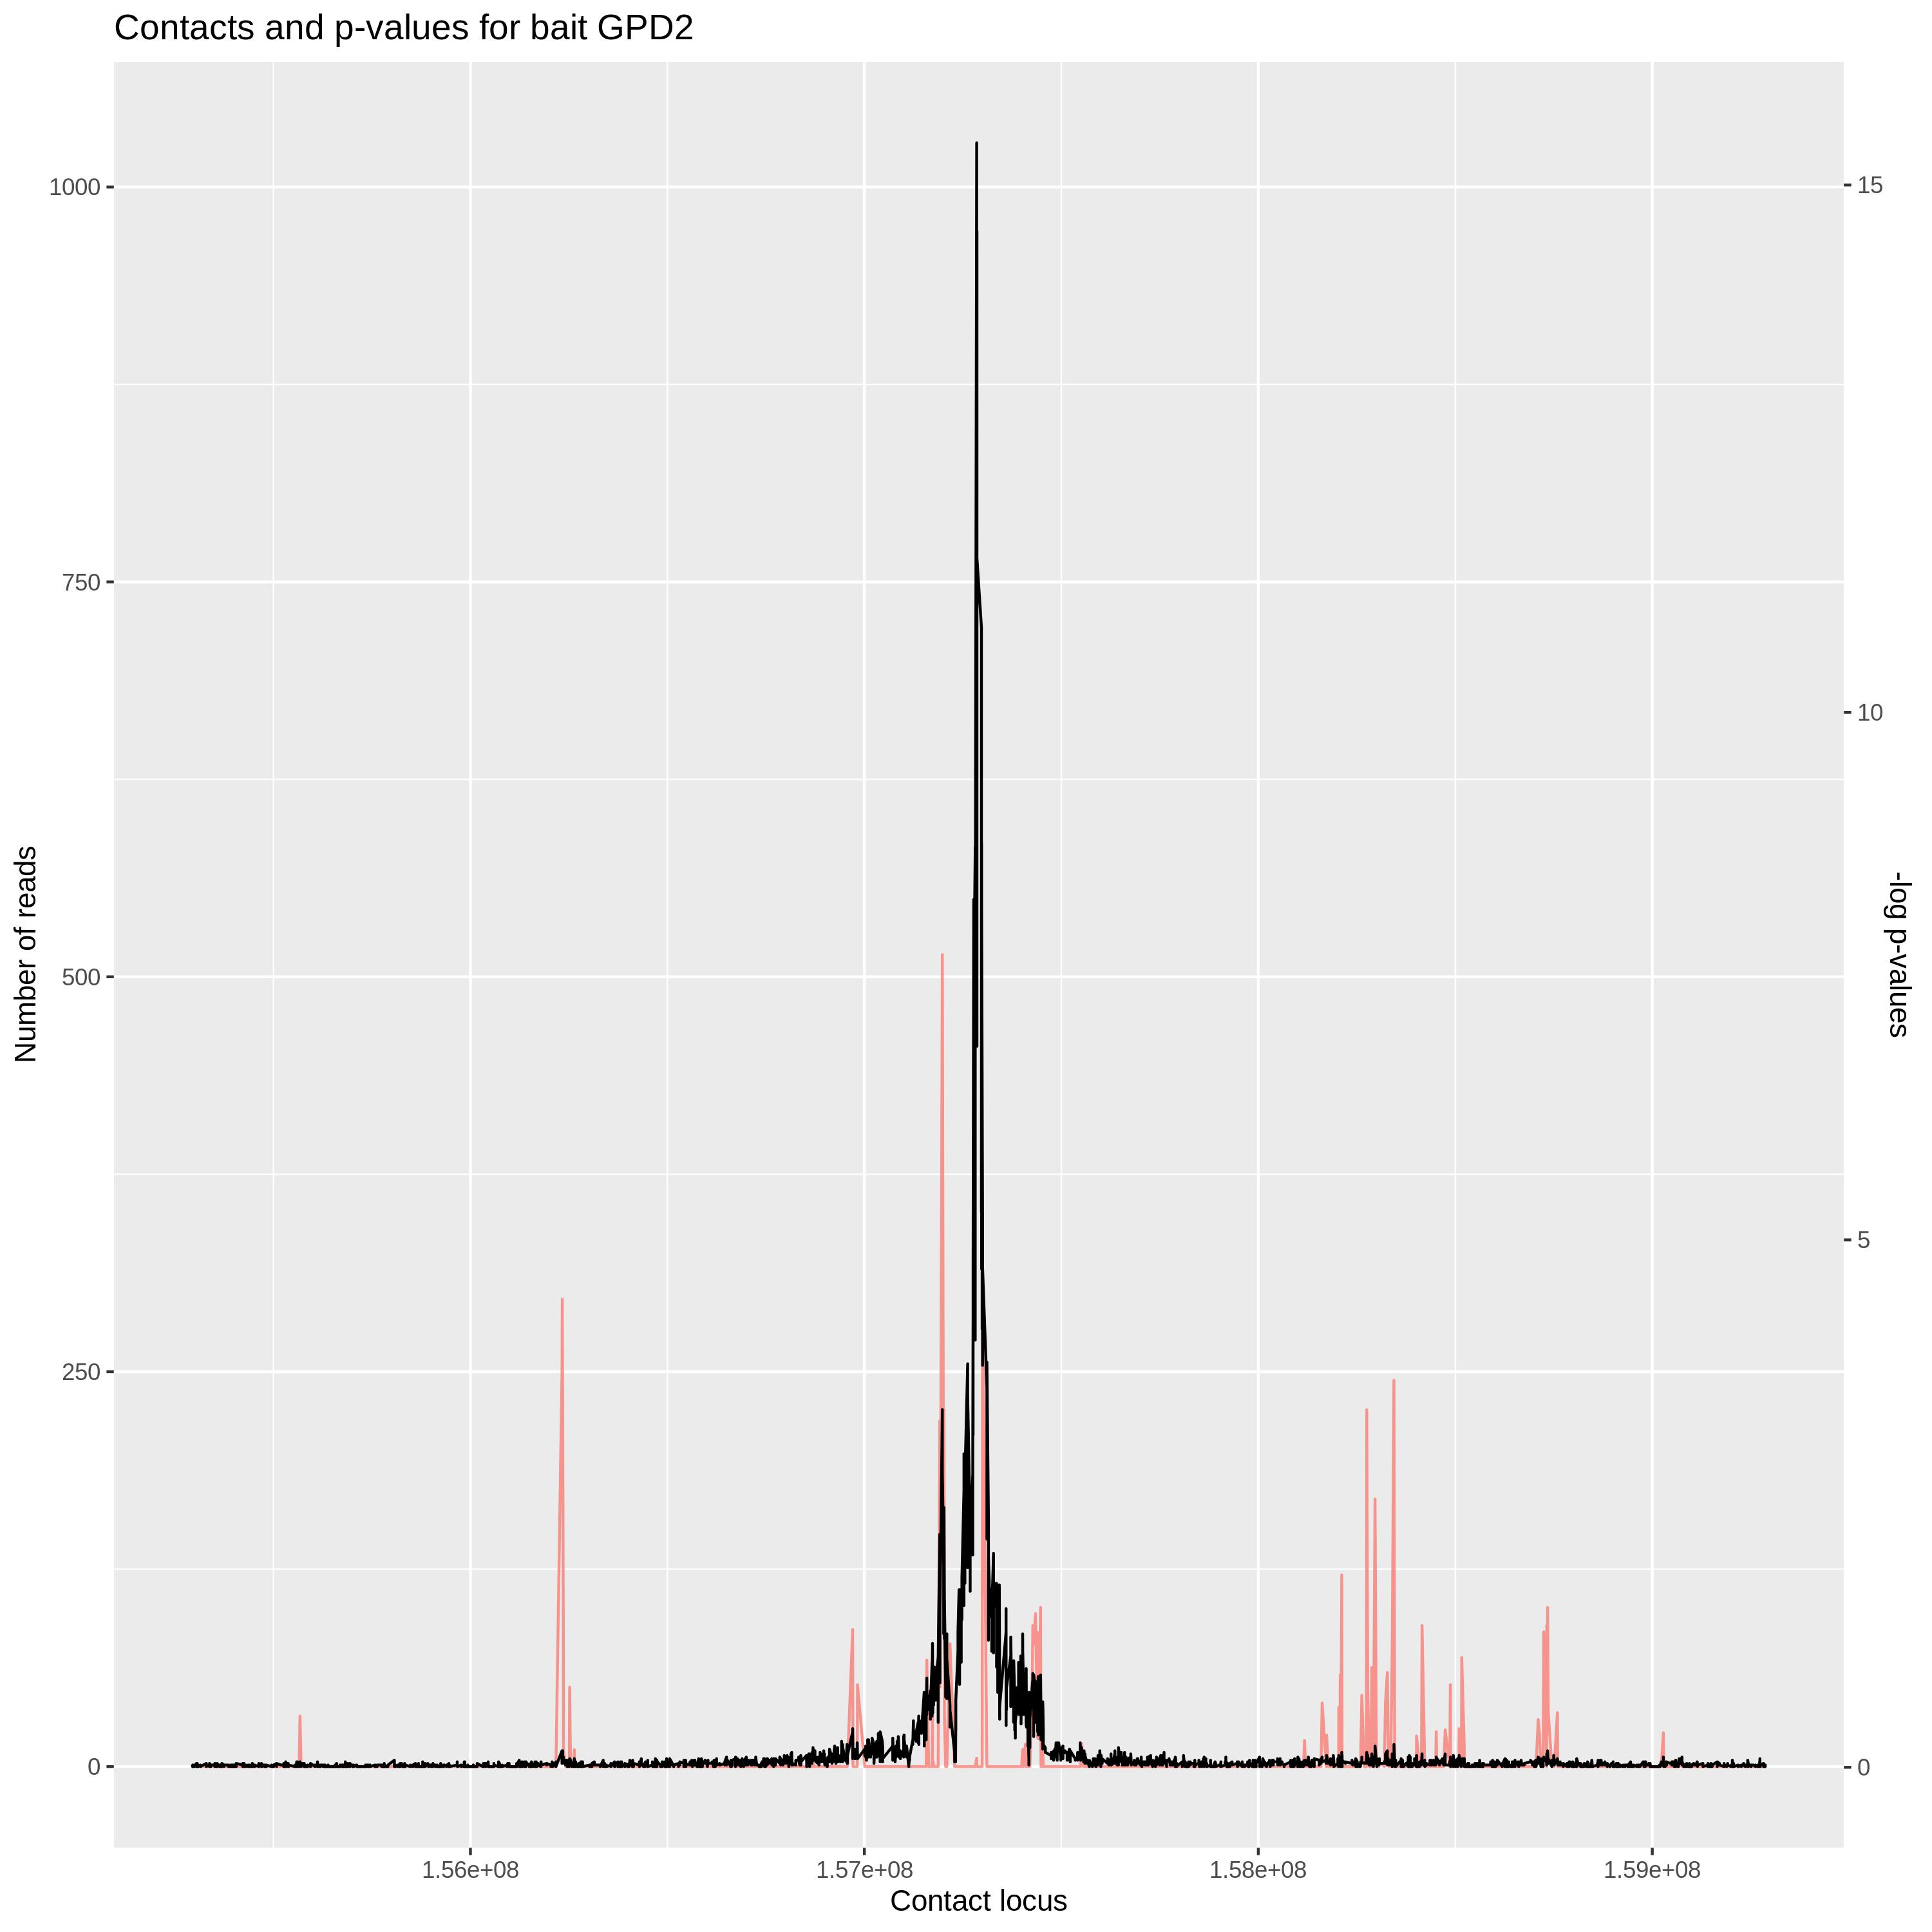 Contacts and p-values for bait GPD2
1000
750
500
250
0
Number of reads
15
10
5
0
-log p-values
1.56e+08
1.57e+08
1.58e+08
1.59e+08
Contact locus